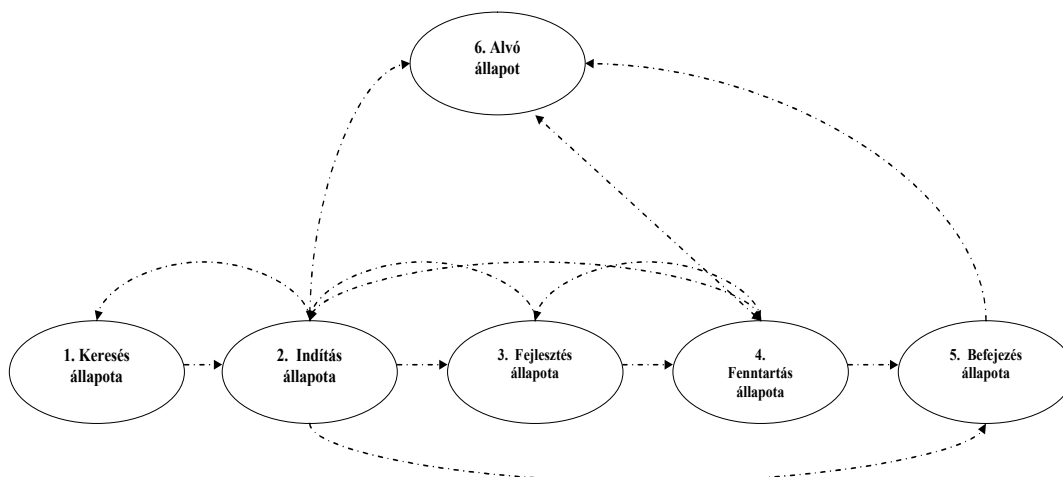 6. Alvó
állapot
1. Keresés
állapota
2. Indítás
állapota
3. Fejlesztés
állapota
4.
Fenntartás
állapota
5. Befejezés
állapota